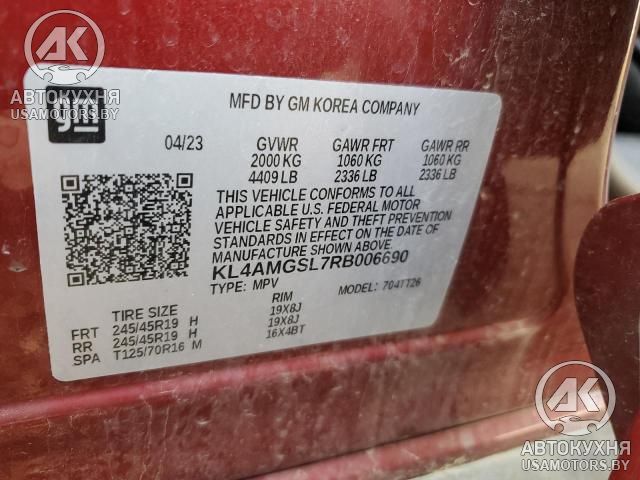 АК
АВТОКУХНЯ
USAMOTORS.BY
gm
MFD BY GM KOREA COMPANY
04/23 GVWR GAWR FRT GAWR RR
2000 KG 1060 KG 1060 KG
4409 LB 2336 LB 2336 LB
THIS VEHICLE CONFORMS TO ALL
APPLICABLE U.S. FEDERAL MOTOR
VEHICLE SAFETY AND THEFT PREVENTION
STANDARDS IN EFFECT ON THE DATE OF
MANUFACTURE SHOWN ABOVE.
KL4AMGSL7RB006690
TYPE: MPV MODEL: 704TT26
TIRE SIZE RIM
FRT 245/45R19 H 19X8J
RR 245/45R19 H 19X8J
SPA T125/70R16 M 16X4BT
АК
АВТОКУХНЯ
USAMOTORS.BY